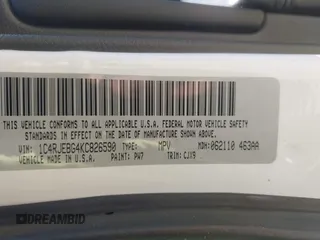 THIS VEHICLE CONFORMS TO ALL APPLICABLE U.S.A. FEDERAL MOTOR VEHICLE SAFETY
STANDARDS IN EFFECT ON THE DATE OF MANUFACTURE SHOWN ABOVE.
VIN: 1C4RJEBG4KC826590 TYPE: MPV MDH: 062110 463AA
VEHICLE MADE IN U.S.A. PAINT: PW7 TRIM: CJX9
DREAMBID